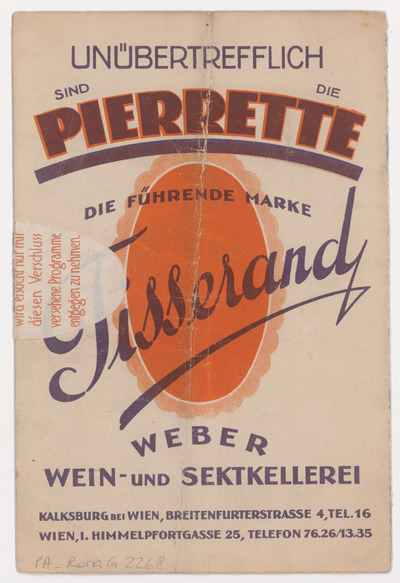 UNÜBERTREFFLICH
SIND DIE
PIERRETTE
DIE FÜHRENDE MARKE
Tisserand
wird ersucht nur mit
diesen Verschluss
versehene Programme
entgegen zu nehmen.
WEBER
WEIN- UND SEKTKELLEREI
KALKSBURG BEI WIEN, BREITENFURTERSTRASSE 4, TEL. 16
WIEN, I. HIMMELPFORTGASSE 25, TELEFON 76.26/13.35
PA - Rara G 2268